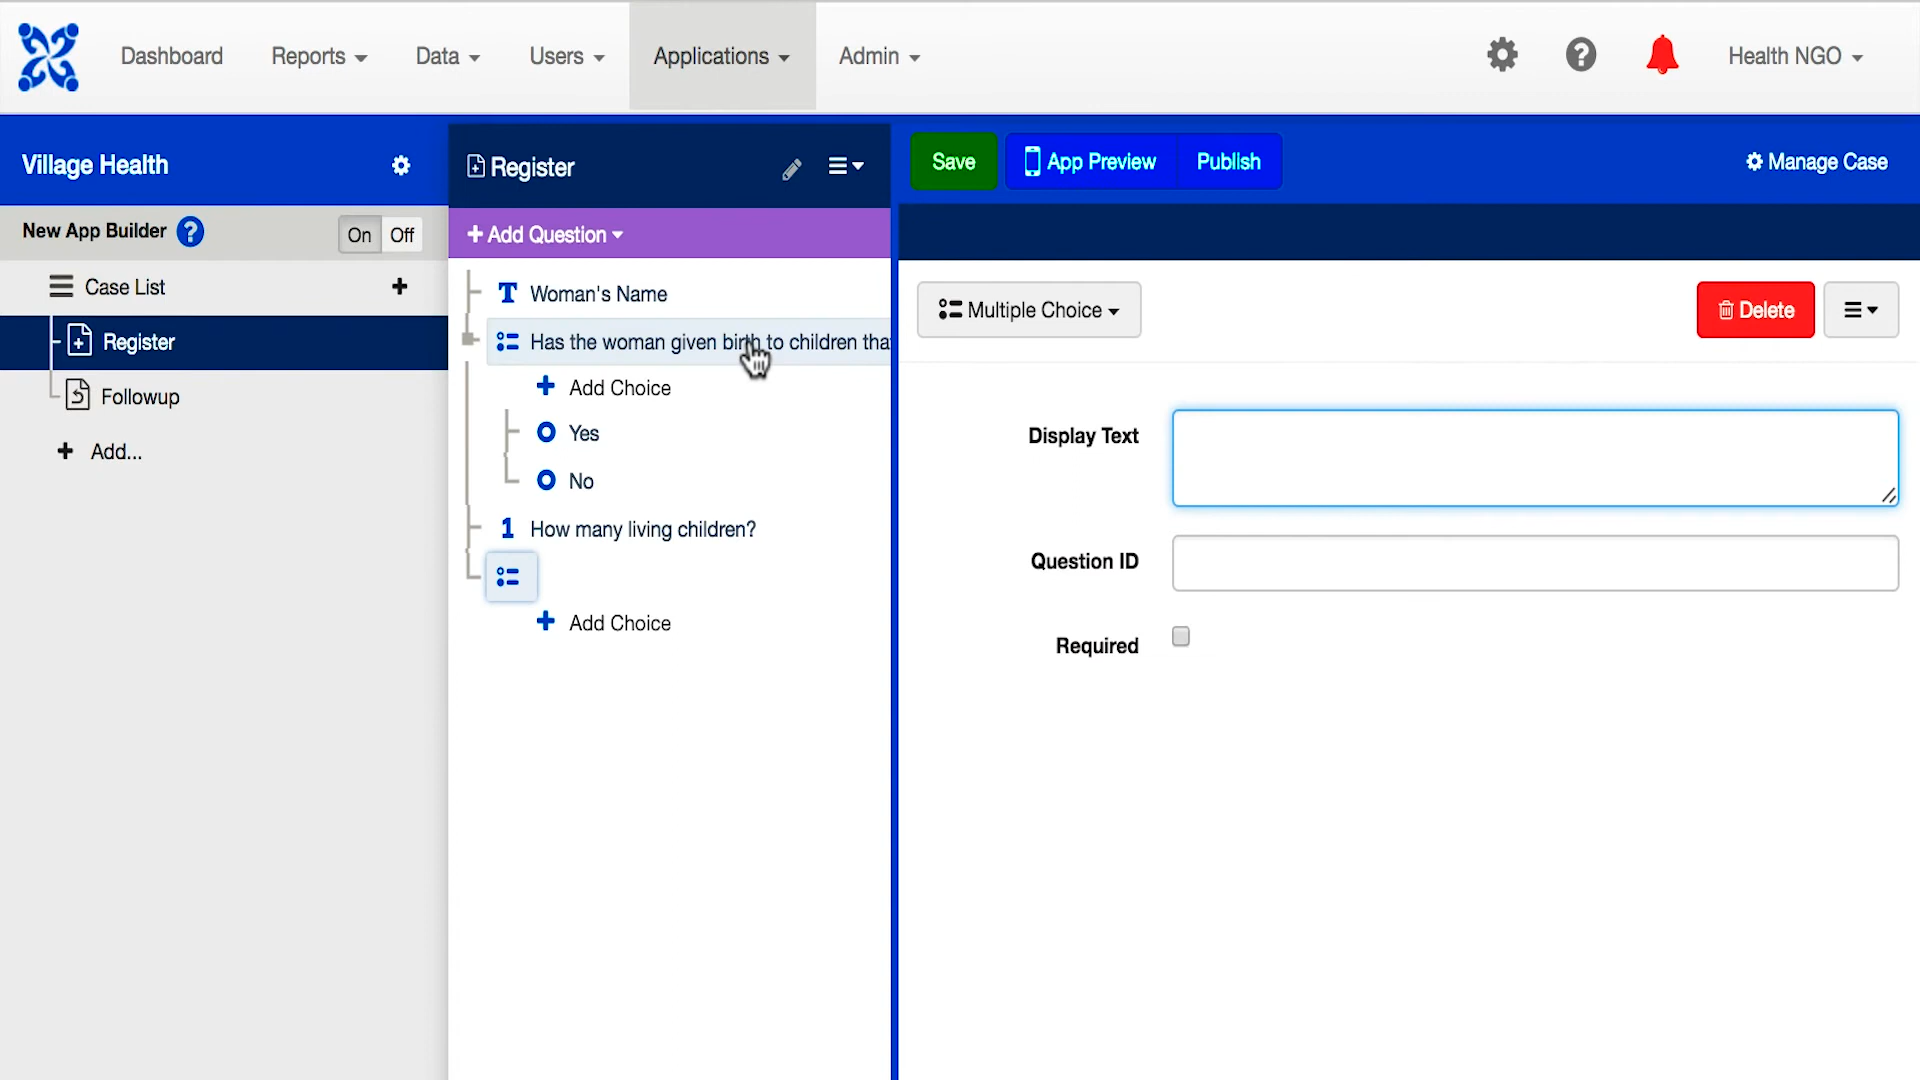 Dashboard Reports Data Users Applications Admin Health NGO
Village Health
Register
Save App Preview Publish Manage Case
New App Builder ? On Off
+ Add Question
Case List +
Woman's Name
Register
Has the woman given birth to children tha
Multiple Choice
Delete
Followup
+ Add Choice
+ Add...
Yes
No
1 How many living children?
+ Add Choice
Display Text
Question ID
Required